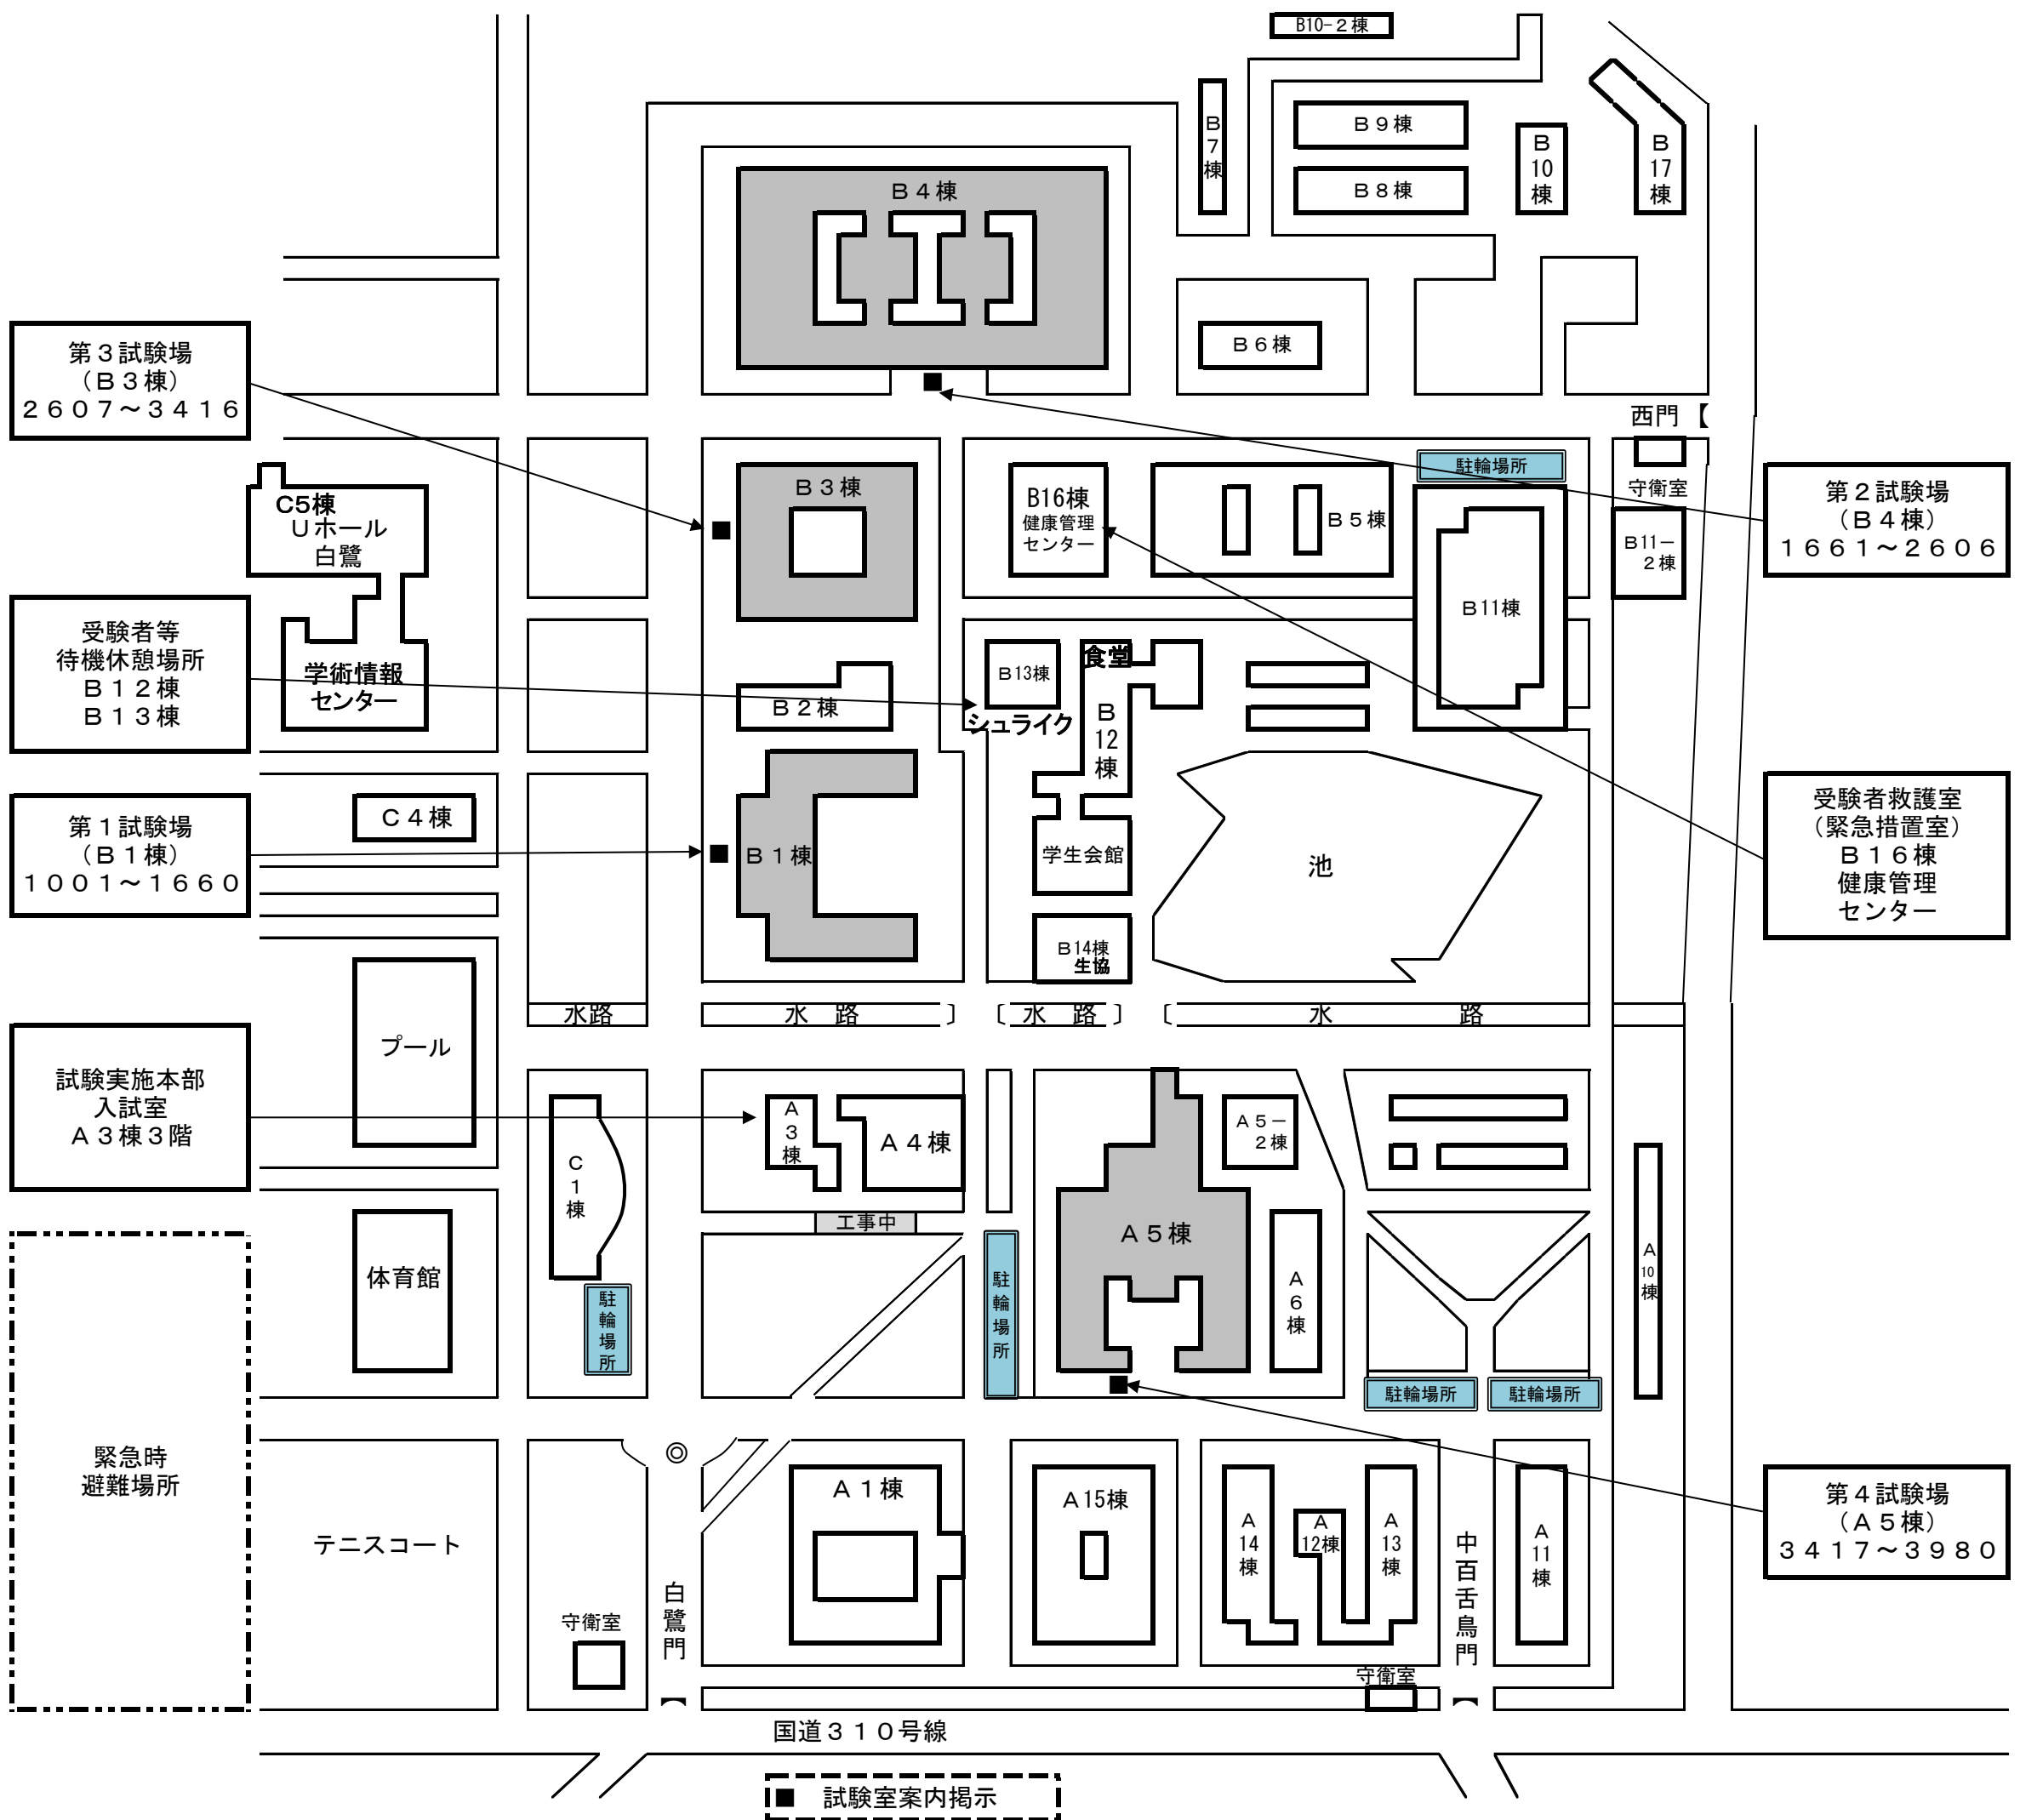 Ｂ10-２棟
Ｂ
７
棟
Ｂ９棟
Ｂ８棟
Ｂ
10
棟
Ｂ
17
棟
Ｂ４棟
Ｂ６棟
第３試験場
（Ｂ３棟）
２６０７～３４１６
西門【
守衛室
駐輪場所
Ｂ３棟
B16棟
健康管理
センター
Ｂ５棟
Ｂ11－
２棟
第２試験場
（Ｂ４棟）
１６６１～２６０６
C5棟
Ｕホール
白鷺
Ｂ11棟
受験者等
待機休憩場所
Ｂ１２棟
Ｂ１３棟
学術情報
センター
Ｂ２棟
Ｂ13棟
シュライク
食堂
Ｂ
12
棟
第１試験場
（Ｂ１棟）
１００１～１６６０
Ｃ４棟
Ｂ１棟
学生会館
池
受験者救護室
（緊急措置室）
Ｂ１６棟
健康管理
センター
Ｂ14棟
生協
水路
水　路　〕
〔　水　路　〕
〔　水　路
プール
試験実施本部
入試室
Ａ３棟３階
Ｃ
１
棟
Ａ
３
棟
Ａ４棟
Ａ５－
２棟
工事中
Ａ５棟
体育館
駐
輪
場
所
駐
輪
場
所
Ａ
６
棟
Ａ
10
棟
駐輪場所
駐輪場所
緊急時
避難場所
テニスコート
◎
Ａ１棟
Ａ15棟
Ａ
14
棟
Ａ
12棟
Ａ
13
棟
中
百
舌
鳥
門
【
Ａ
11
棟
第４試験場
（Ａ５棟）
３４１７～３９８０
守衛室
白
鷺
門
【
守衛室
国道３１０号線
■　試験室案内掲示